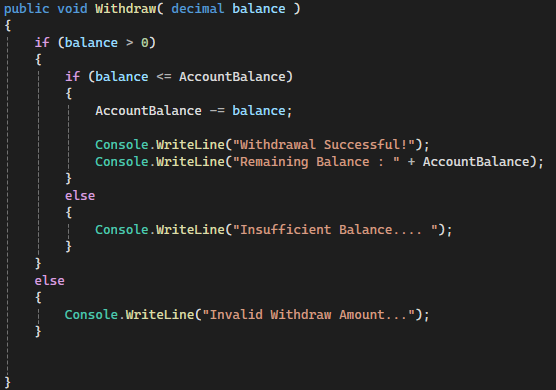 public void Withdraw( decimal balance )
{
    if (balance > 0)
    {
        if (balance <= AccountBalance)
        {
            AccountBalance -= balance;

            Console.WriteLine("Withdrawal Successful!");
            Console.WriteLine("Remaining Balance : " + AccountBalance);
        }
        else
        {
            Console.WriteLine("Insufficient Balance.... ");
        }
    }
    else
    {
        Console.WriteLine("Invalid Withdraw Amount...");
    }


}